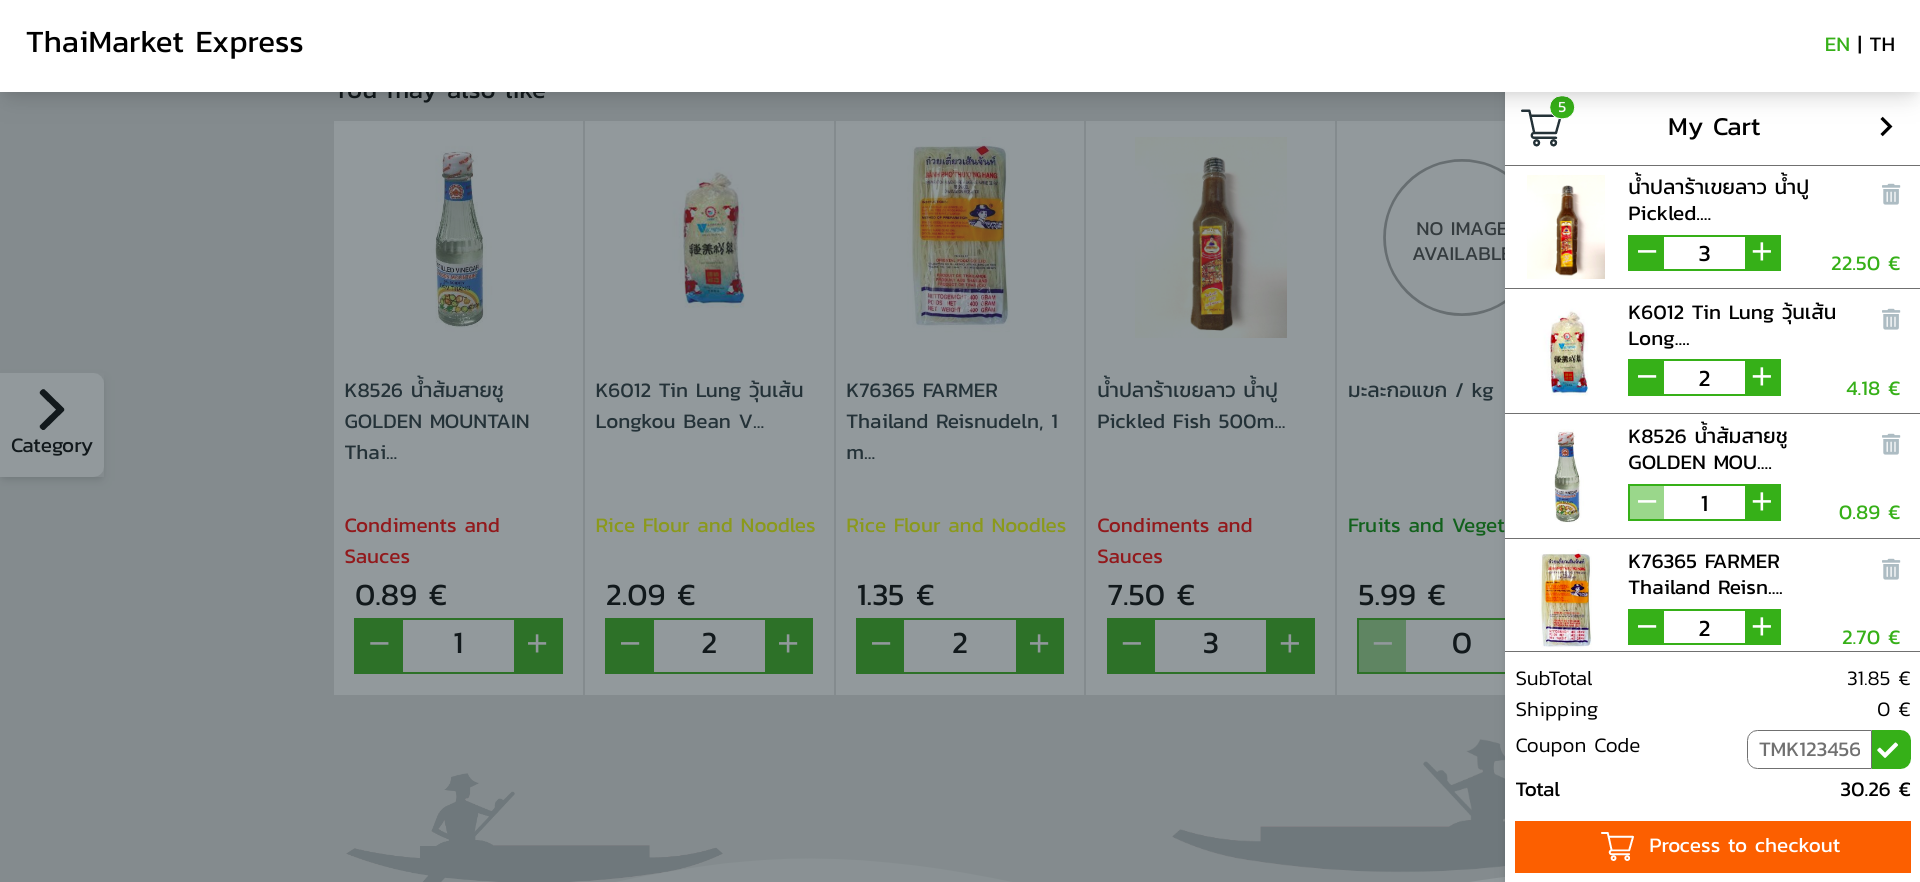 ThaiMarket Express
EN | TH
You may also like
5
My Cart
NO IMAGE
AVAILABLE
Category
K8526 น้ำส้มสายชู
GOLDEN MOUNTAIN
Thai...
Condiments and
Sauces
0.89 €
1
K6012 Tin Lung วุ้นเส้น
Longkou Bean V...
Rice Flour and Noodles
2.09 €
2
K76365 FARMER
Thailand Reisnudeln, 1
m...
Rice Flour and Noodles
1.35 €
2
น้ำปลาร้าเขยลาว น้ำปู
Pickled Fish 500m...
Condiments and
Sauces
7.50 €
3
มะละกอแขก / kg
Fruits and Veget
5.99 €
0
น้ำปลาร้าเขยลาว น้ำปู
Pickled....
3
22.50 €
K6012 Tin Lung วุ้นเส้น
Long....
2
4.18 €
K8526 น้ำส้มสายชู
GOLDEN MOU....
1
0.89 €
K76365 FARMER
Thailand Reisn....
2
2.70 €
SubTotal 31.85 €
Shipping 0 €
Coupon Code TMK123456
Total 30.26 €
Process to checkout